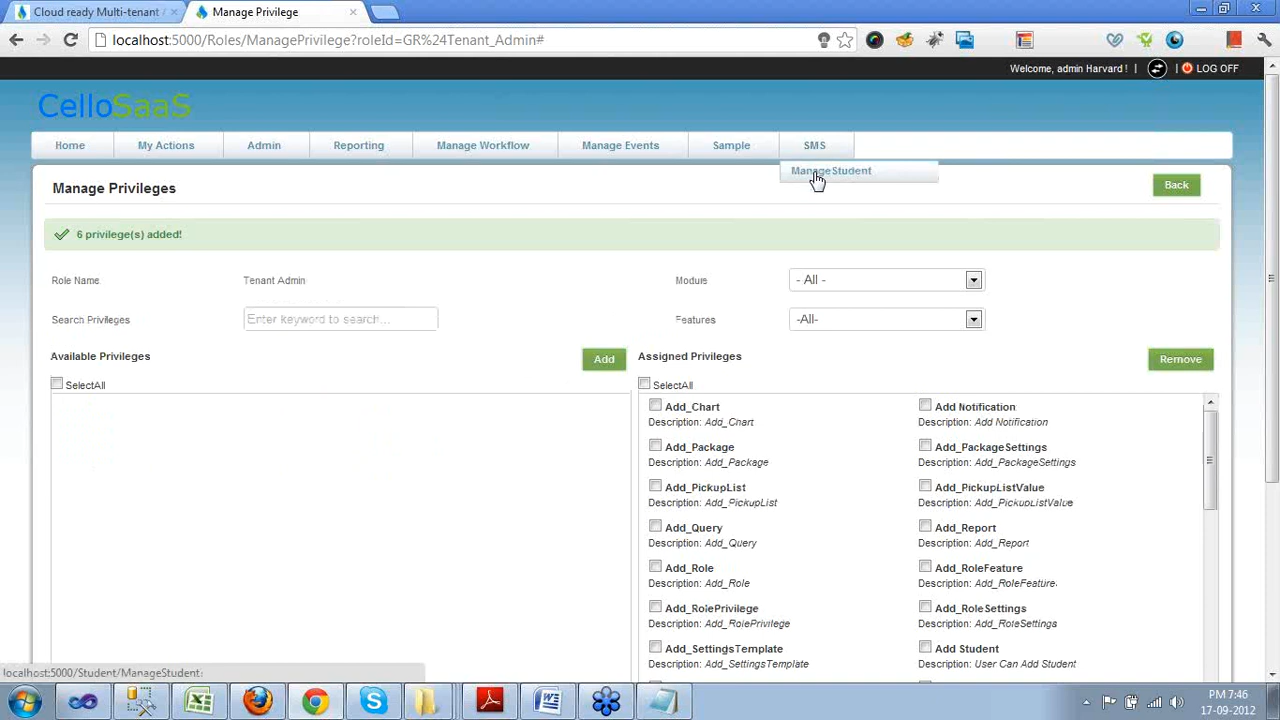 Cloud ready Multi-tenant /
Manage Privilege
localhost:5000/Roles/ManagePrivilege?roleId=GR%24Tenant_Admin#
Welcome, admin Harvard ! | | LOG OFF
CelloSaaS
Home My Actions Admin Reporting Manage Workflow Manage Events Sample SMS
ManageStudent
Manage Privileges
Back
6 privilege(s) added!
Role Name Tenant Admin Module - All -
Search Privileges Enter keyword to search... Features -All-
Available Privileges Add Assigned Privileges Remove
SelectAll SelectAll
Add_Chart Add Notification
Description: Add_Chart Description: Add Notification
Add_Package Add_PackageSettings
Description: Add_Package Description: Add_PackageSettings
Add_PickupList Add_PickupListValue
Description: Add_PickupList Description: Add_PickupListValue
Add_Query Add_Report
Description: Add_Query Description: Add_Report
Add_Role Add_RoleFeature
Description: Add_Role Description: Add_RoleFeature
Add_RolePrivilege Add_RoleSettings
Description: Add_RolePrivilege Description: Add_RoleSettings
Add_SettingsTemplate Add Student
Description: Add_SettingsTemplate Description: User Can Add Student
localhost:5000/Student/ManageStudent
PM 7:46
17-09-2012